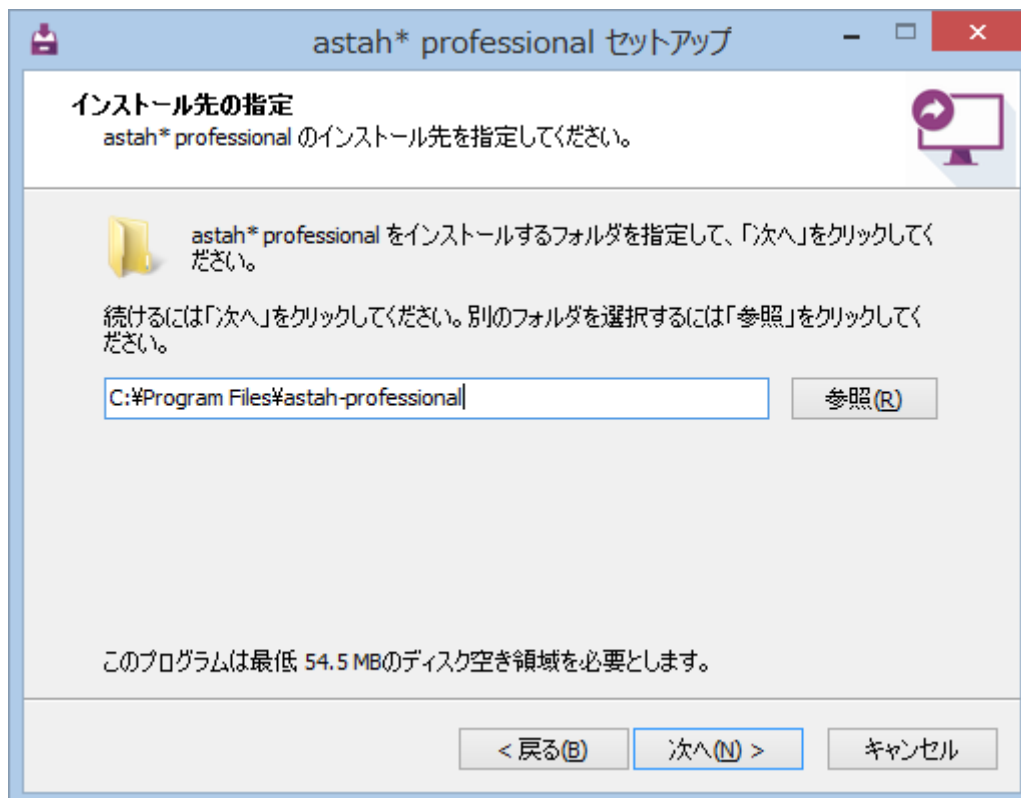 astah* professional セットアップ
インストール先の指定
astah* professional のインストール先を指定してください。
astah* professional をインストールするフォルダを指定して、「次へ」をクリックしてく
ださい。
続けるには「次へ」をクリックしてください。別のフォルダを選択するには「参照」をクリックしてく
ださい。
C:¥Program Files¥astah-professional
参照(R)
このプログラムは最低 54.5 MBのディスク空き領域を必要とします。
< 戻る(B)
次へ(N) >
キャンセル